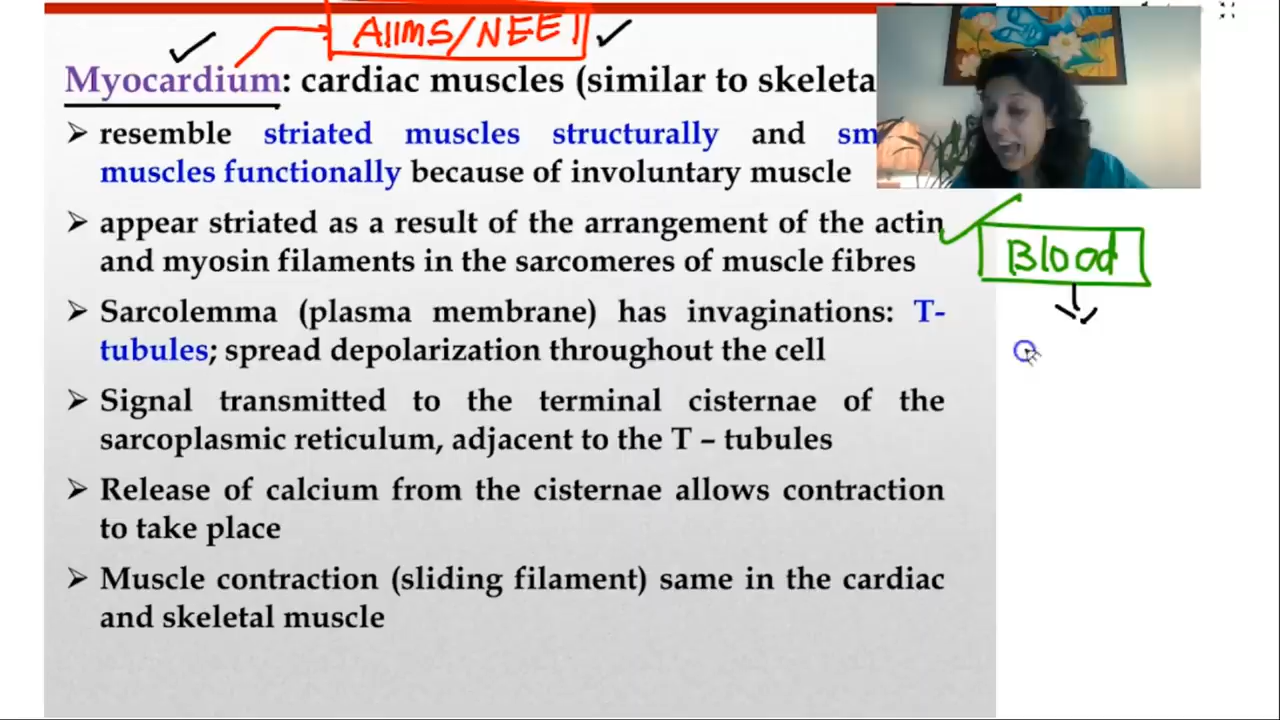 AIIMS/NEET
Myocardium: cardiac muscles (similar to skeleta
➢ resemble striated muscles structurally and sm
muscles functionally because of involuntary muscle
➢ appear striated as a result of the arrangement of the actin
and myosin filaments in the sarcomeres of muscle fibres
Blood
➢ Sarcolemma (plasma membrane) has invaginations: T-
tubules; spread depolarization throughout the cell
➢ Signal transmitted to the terminal cisternae of the
sarcoplasmic reticulum, adjacent to the T – tubules
➢ Release of calcium from the cisternae allows contraction
to take place
➢ Muscle contraction (sliding filament) same in the cardiac
and skeletal muscle